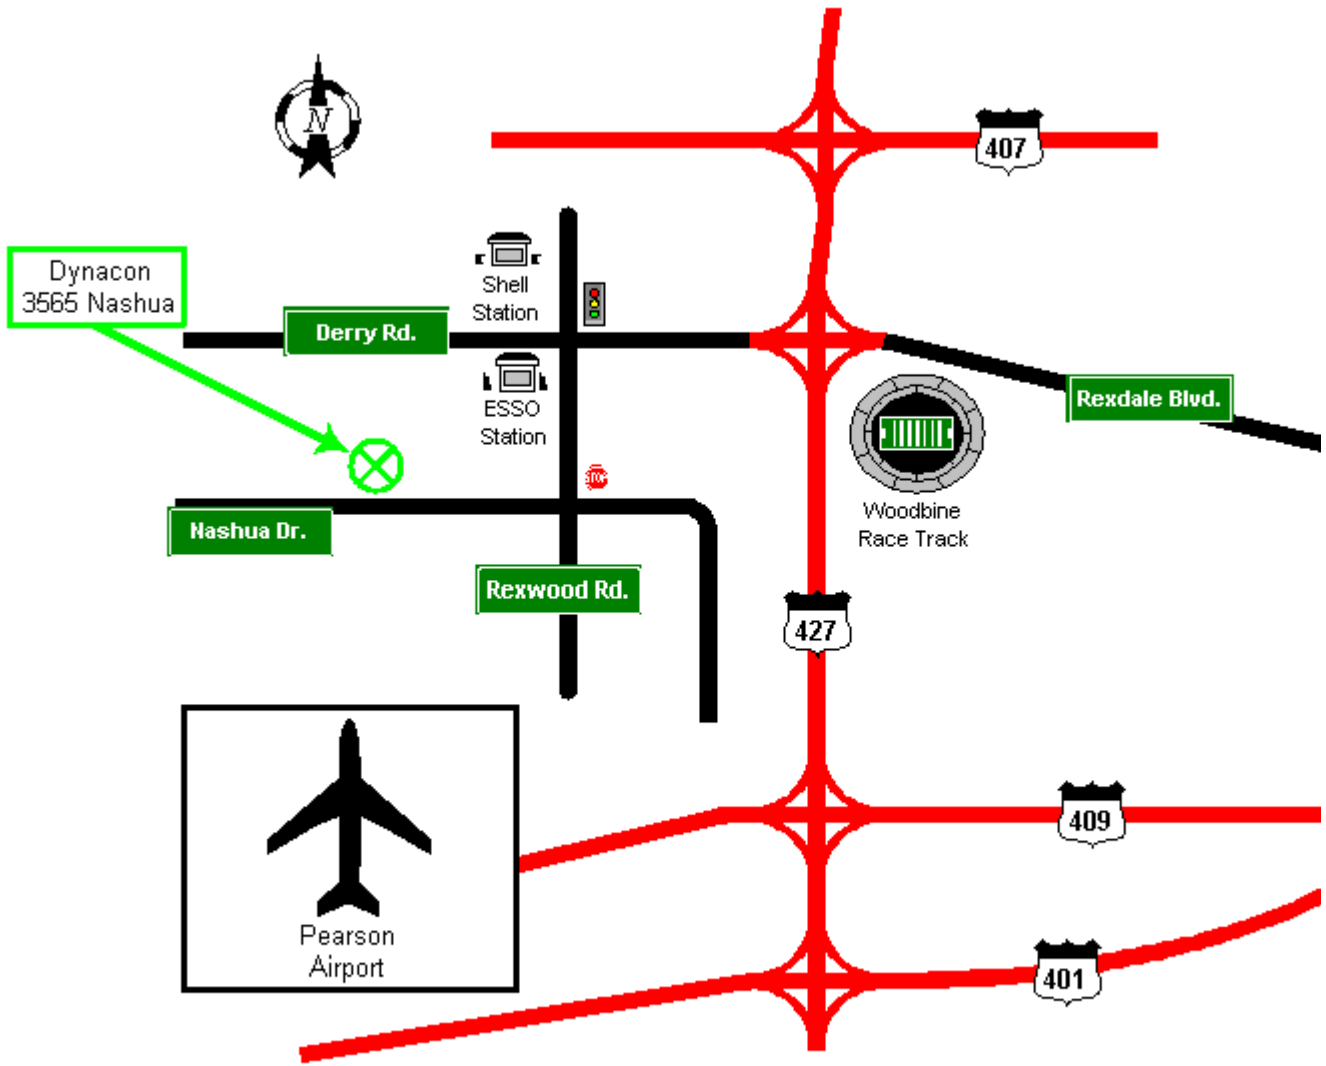 N
407
Dynacon
3565 Nashua
Shell
Station
Derry Rd.
ESSO
Station
Rexdale Blvd.
STOP
Woodbine
Race Track
Nashua Dr.
Rexwood Rd.
427
409
Pearson
Airport
401